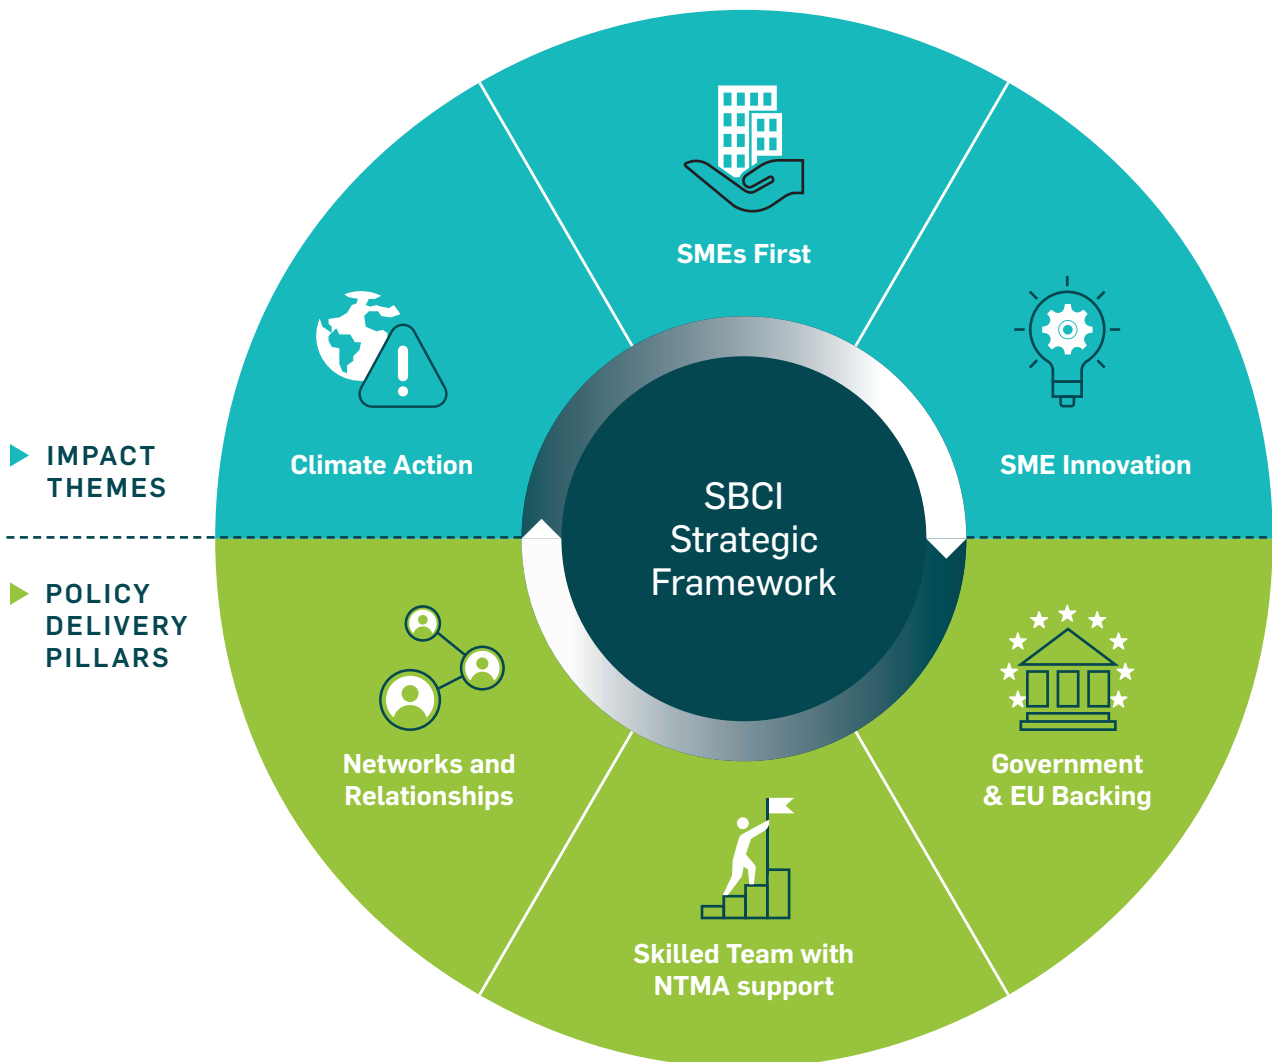 SMEs First
Climate Action
SME Innovation
IMPACT
THEMES
SBCI
Strategic
Framework
POLICY
DELIVERY
PILLARS
Networks and
Relationships
Government
& EU Backing
Skilled Team with
NTMA support